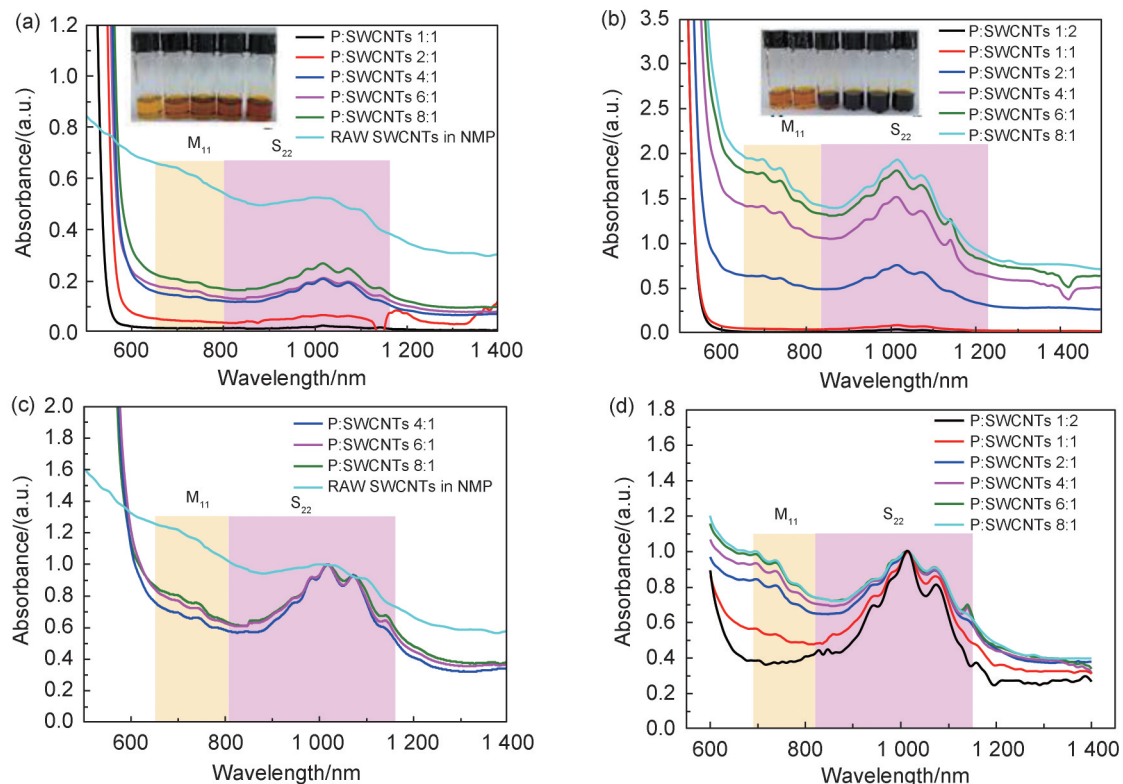 (a)
1.2
1.0
0.8
0.6
0.4
0.2
0.0
Absorbance/(a.u.)
P:SWCNTs 1:1
P:SWCNTs 2:1
P:SWCNTs 4:1
P:SWCNTs 6:1
P:SWCNTs 8:1
RAW SWCNTs in NMP
M11
S22
600 800 1 000 1 200 1 400
Wavelength/nm
(b)
3.5
3.0
2.5
2.0
1.5
1.0
0.5
0.0
Absorbance/(a.u.)
P:SWCNTs 1:2
P:SWCNTs 1:1
P:SWCNTs 2:1
P:SWCNTs 4:1
P:SWCNTs 6:1
P:SWCNTs 8:1
M11
S22
600 800 1 000 1 200 1 400
Wavelength/nm
(c)
2.0
1.8
1.6
1.4
1.2
1.0
0.8
0.6
0.4
0.2
0.0
Absorbance/(a.u.)
P:SWCNTs 4:1
P:SWCNTs 6:1
P:SWCNTs 8:1
RAW SWCNTs in NMP
M11
S22
600 800 1 000 1 200 1 400
Wavelength/nm
(d)
1.8
1.6
1.4
1.2
1.0
0.8
0.6
0.4
0.2
0.0
Absorbance/(a.u.)
P:SWCNTs 1:2
P:SWCNTs 1:1
P:SWCNTs 2:1
P:SWCNTs 4:1
P:SWCNTs 6:1
P:SWCNTs 8:1
M11
S22
600 800 1 000 1 200 1 400
Wavelength/nm